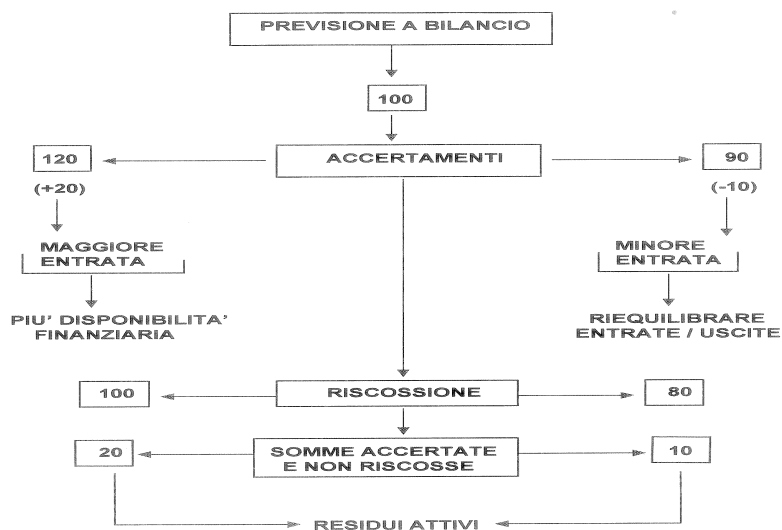 PREVISIONE A BILANCIO
100
120
ACCERTAMENTI
90
(+20)
(-10)
MAGGIORE
ENTRATA
MINORE
ENTRATA
PIU' DISPONIBILITA'
FINANZIARIA
RIEQUILIBRARE
ENTRATE / USCITE
100
RISCOSSIONE
80
20
SOMME ACCERTATE
E NON RISCOSSE
10
RESIDUI ATTIVI